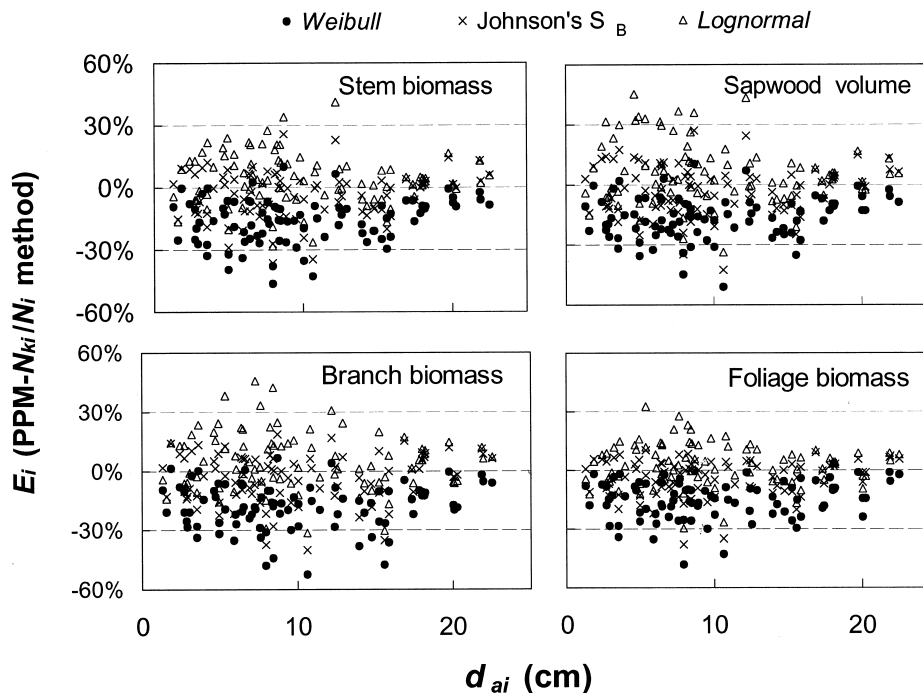 Weibull Johnson's S B Lognormal
Stem biomass
Sapwood volume
60%
30%
0%
-30%
-60%
Branch biomass
Foliage biomass
60%
30%
0%
-30%
-60%
0 10 20
0 10 20
Ei (PPM-Nki/Ni method)
d ai (cm)